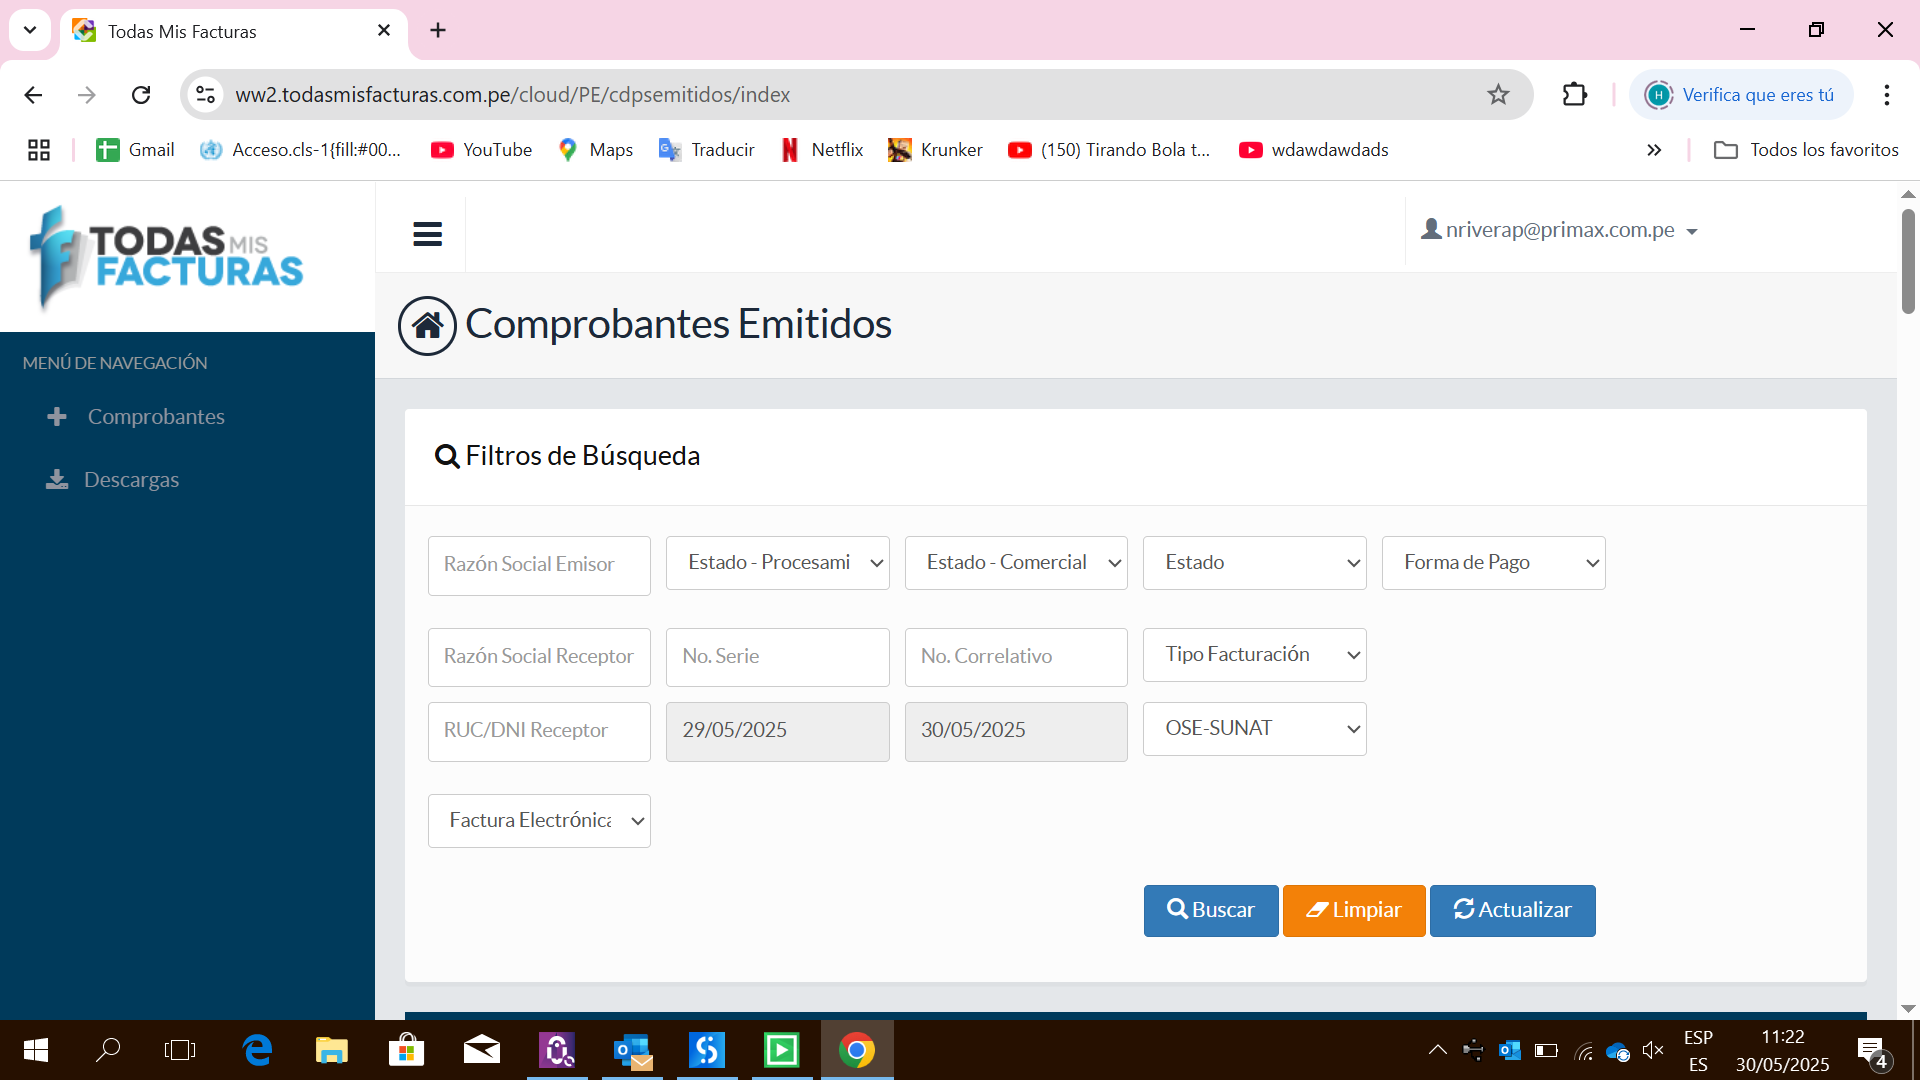 Todas Mis Facturas
ww2.todasmisfacturas.com.pe/cloud/PE/cdpsemitidos/index
H
Verifica que eres tú
Gmail
Acceso.cls-1{fill:#00...
YouTube
Maps
Traducir
Netflix
Krunker
(150) Tirando Bola t...
wdawdawdads
Todos los favoritos
TODAS MIS
FACTURAS
nriverap@primax.com.pe
Comprobantes Emitidos
MENÚ DE NAVEGACIÓN
Comprobantes
Descargas
Filtros de Búsqueda
Razón Social Emisor
Estado - Procesami
Estado - Comercial
Estado
Forma de Pago
Razón Social Receptor
No. Serie
No. Correlativo
Tipo Facturación
RUC/DNI Receptor
29/05/2025
30/05/2025
OSE-SUNAT
Factura Electrónica
Buscar
Limpiar
Actualizar
ESP
ES
11:22
30/05/2025
4